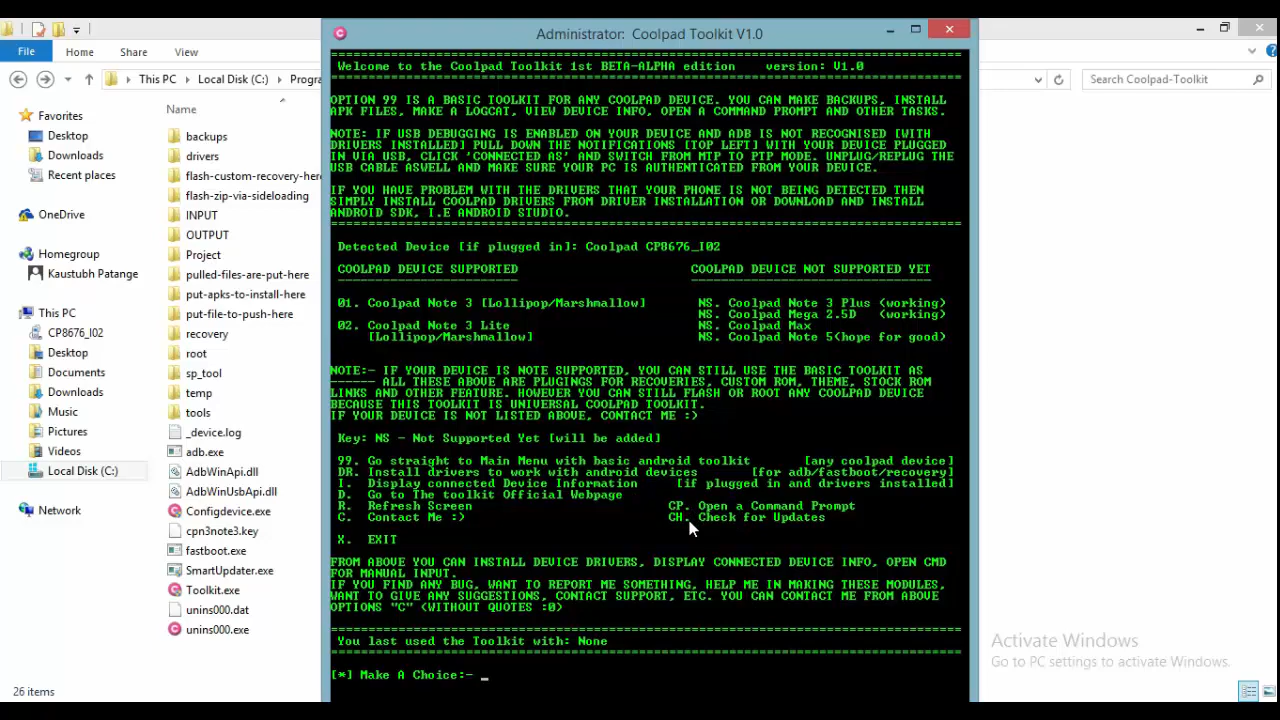 Administrator: Coolpad Toolkit V1.0
File Home Share View
This PC Local Disk (C:) Progra
Search Coolpad-Toolkit
Name
Favorites
Desktop
Downloads
Recent places
OneDrive
Homegroup
Kaustubh Patange
This PC
CP8676_I02
Desktop
Documents
Downloads
Music
Pictures
Videos
Local Disk (C:)
Network
backups
drivers
flash-custom-recovery-here
flash-zip-via-sideloading
INPUT
OUTPUT
Project
pulled-files-are-put-here
put-apks-to-install-here
put-file-to-push-here
recovery
root
sp_tool
temp
tools
_device.log
adb.exe
AdbWinApi.dll
AdbWinUsbApi.dll
Configdevice.exe
cpn3note3.key
fastboot.exe
SmartUpdater.exe
Toolkit.exe
unins000.dat
unins000.exe
26 items
Welcome to the Coolpad Toolkit 1st BETA-ALPHA edition version: V1.0
OPTION 99 IS A BASIC TOOLKIT FOR ANY COOLPAD DEVICE. YOU CAN MAKE BACKUPS, INSTALL
APK FILES, MAKE A LOGCAT, VIEW DEVICE INFO, OPEN A COMMAND PROMPT AND OTHER TASKS.
NOTE: IF USB DEBUGGING IS ENABLED ON YOUR DEVICE AND ADB IS NOT RECOGNISED [WITH
DRIVERS INSTALLED] PULL DOWN THE NOTIFICATIONS [TOP LEFT] WITH YOUR DEVICE PLUGGED
IN VIA USB, CLICK 'CONNECTED AS' AND SWITCH FROM MTP TO PTP MODE. UNPLUG/REPLUG THE
USB CABLE ASWELL AND MAKE SURE YOUR PC IS AUTHENTICATED FROM YOUR DEVICE.
IF YOU HAVE PROBLEM WITH THE DRIVERS THAT YOUR PHONE IS NOT BEING DETECTED THEN
SIMPLY INSTALL COOLPAD DRIVERS FROM DRIVER INSTALLATION OR DOWNLOAD AND INSTALL
ANDROID SDK, I.E ANDROID STUDIO.
Detected Device [if plugged in]: Coolpad CP8676_I02
COOLPAD DEVICE SUPPORTED COOLPAD DEVICE NOT SUPPORTED YET
01. Coolpad Note 3 [Lollipop/Marshmallow] NS. Coolpad Note 3 Plus (working)
NS. Coolpad Mega 2.5D (working)
02. Coolpad Note 3 Lite NS. Coolpad Max
[Lollipop/Marshmallow] NS. Coolpad Note 5(hope for good)
NOTE:- IF YOUR DEVICE IS NOTE SUPPORTED, YOU CAN STILL USE THE BASIC TOOLKIT AS
------ ALL THESE ABOVE ARE PLUGINGS FOR RECOVERIES, CUSTOM ROM, THEME, STOCK ROM
LINKS AND OTHER FEATURE. HOWEVER YOU CAN STILL FLASH OR ROOT ANY COOLPAD DEVICE
BECAUSE THIS TOOLKIT IS UNIVERSAL COOLPAD TOOLKIT.
IF YOUR DEVICE IS NOT LISTED ABOVE, CONTACT ME :)
Key: NS - Not Supported Yet [will be added]
99. Go straight to Main Menu with basic android toolkit [any coolpad device]
DR. Install drivers to work with android devices [for adb/fastboot/recovery]
I. Display connected Device Information [if plugged in and drivers installed]
D. Go to The toolkit Official Webpage
R. Refresh Screen CP. Open a Command Prompt
C. Contact Me :) CH. Check for Updates
X. EXIT
FROM ABOVE YOU CAN INSTALL DEVICE DRIVERS, DISPLAY CONNECTED DEVICE INFO, OPEN CMD
FOR MANUAL INPUT.
IF YOU FIND ANY BUG, WANT TO REPORT ME SOMETHING, HELP ME IN MAKING THESE MODULES,
WANT TO GIVE ANY SUGGESTIONS, CONTACT SUPPORT, ETC. YOU CAN CONTACT ME FROM ABOVE
OPTIONS "C" (WITHOUT QUOTES :0)
You last used the Toolkit with: None
[*] Make A Choice:- _
Activate Windows
Go to PC settings to activate Windows.